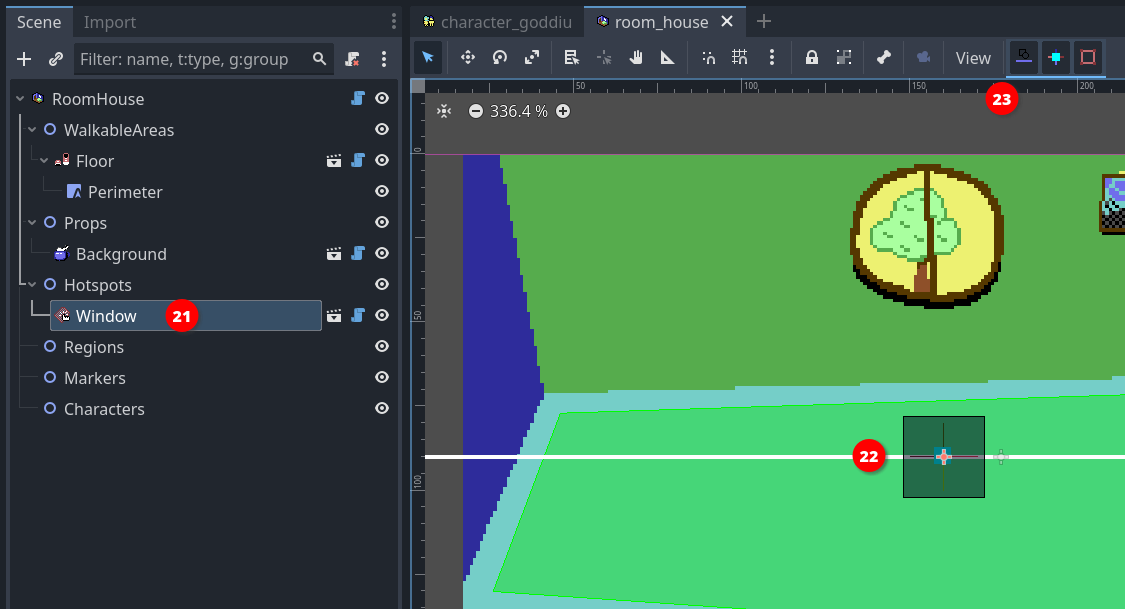 Scene
Import
character_goddiu
room_house
Filter: name, t:type, g:group
View
50
100
150
200
23
336.4 %
RoomHouse
WalkableAreas
Floor
Perimeter
Props
Background
Hotspots
Window
21
Regions
Markers
Characters
0
50
100
22